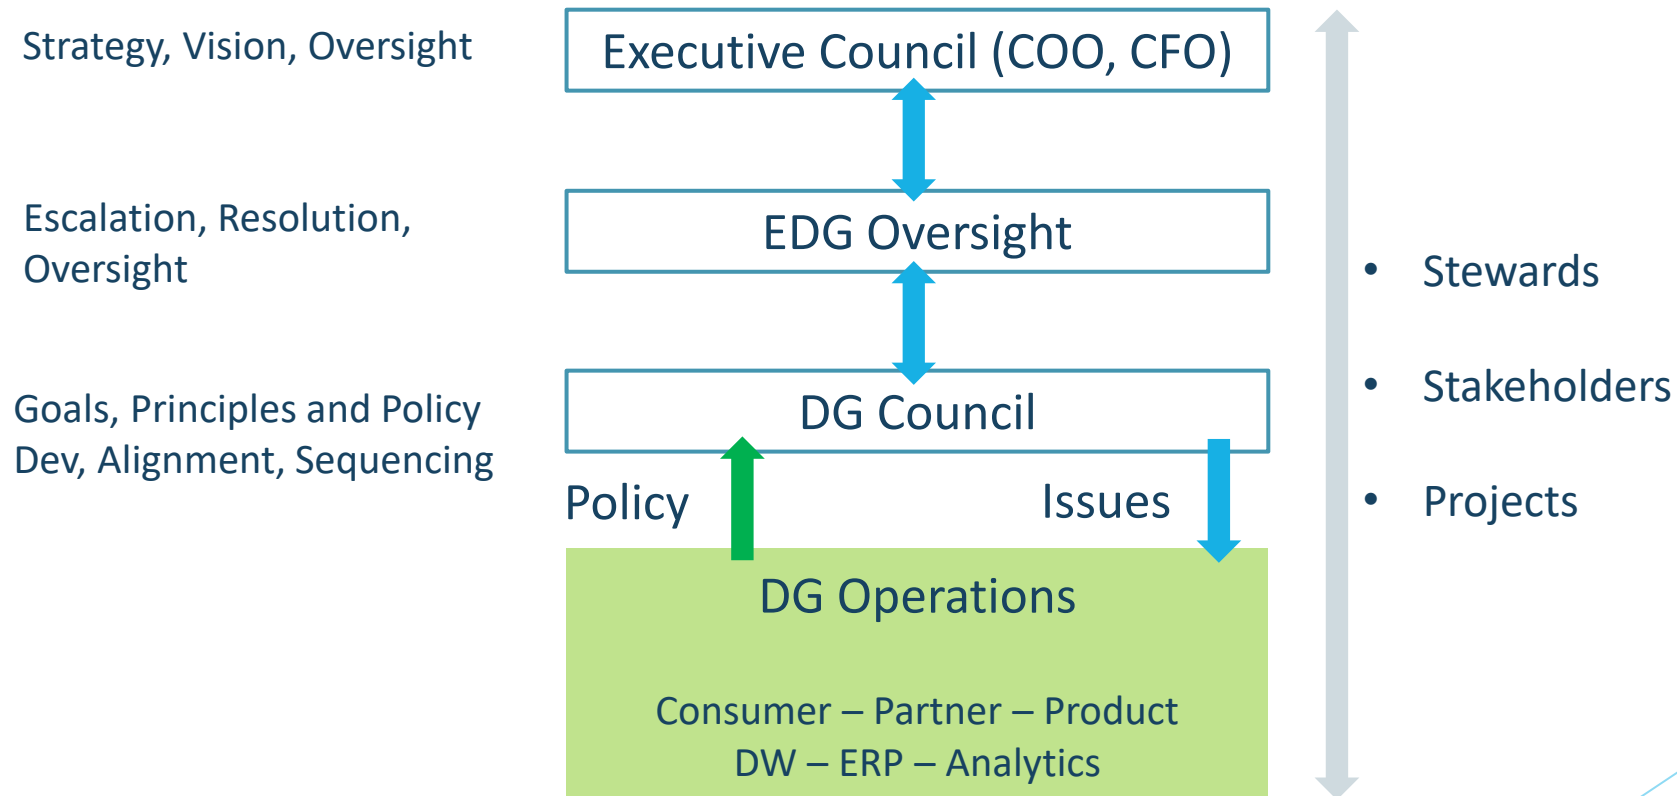 Strategy, Vision, Oversight
Executive Council (COO, CFO)
Escalation, Resolution,
Oversight
EDG Oversight
Goals, Principles and Policy
Dev, Alignment, Sequencing
DG Council
Policy
Issues
DG Operations
Consumer – Partner – Product
DW – ERP – Analytics
• Stewards
• Stakeholders
• Projects